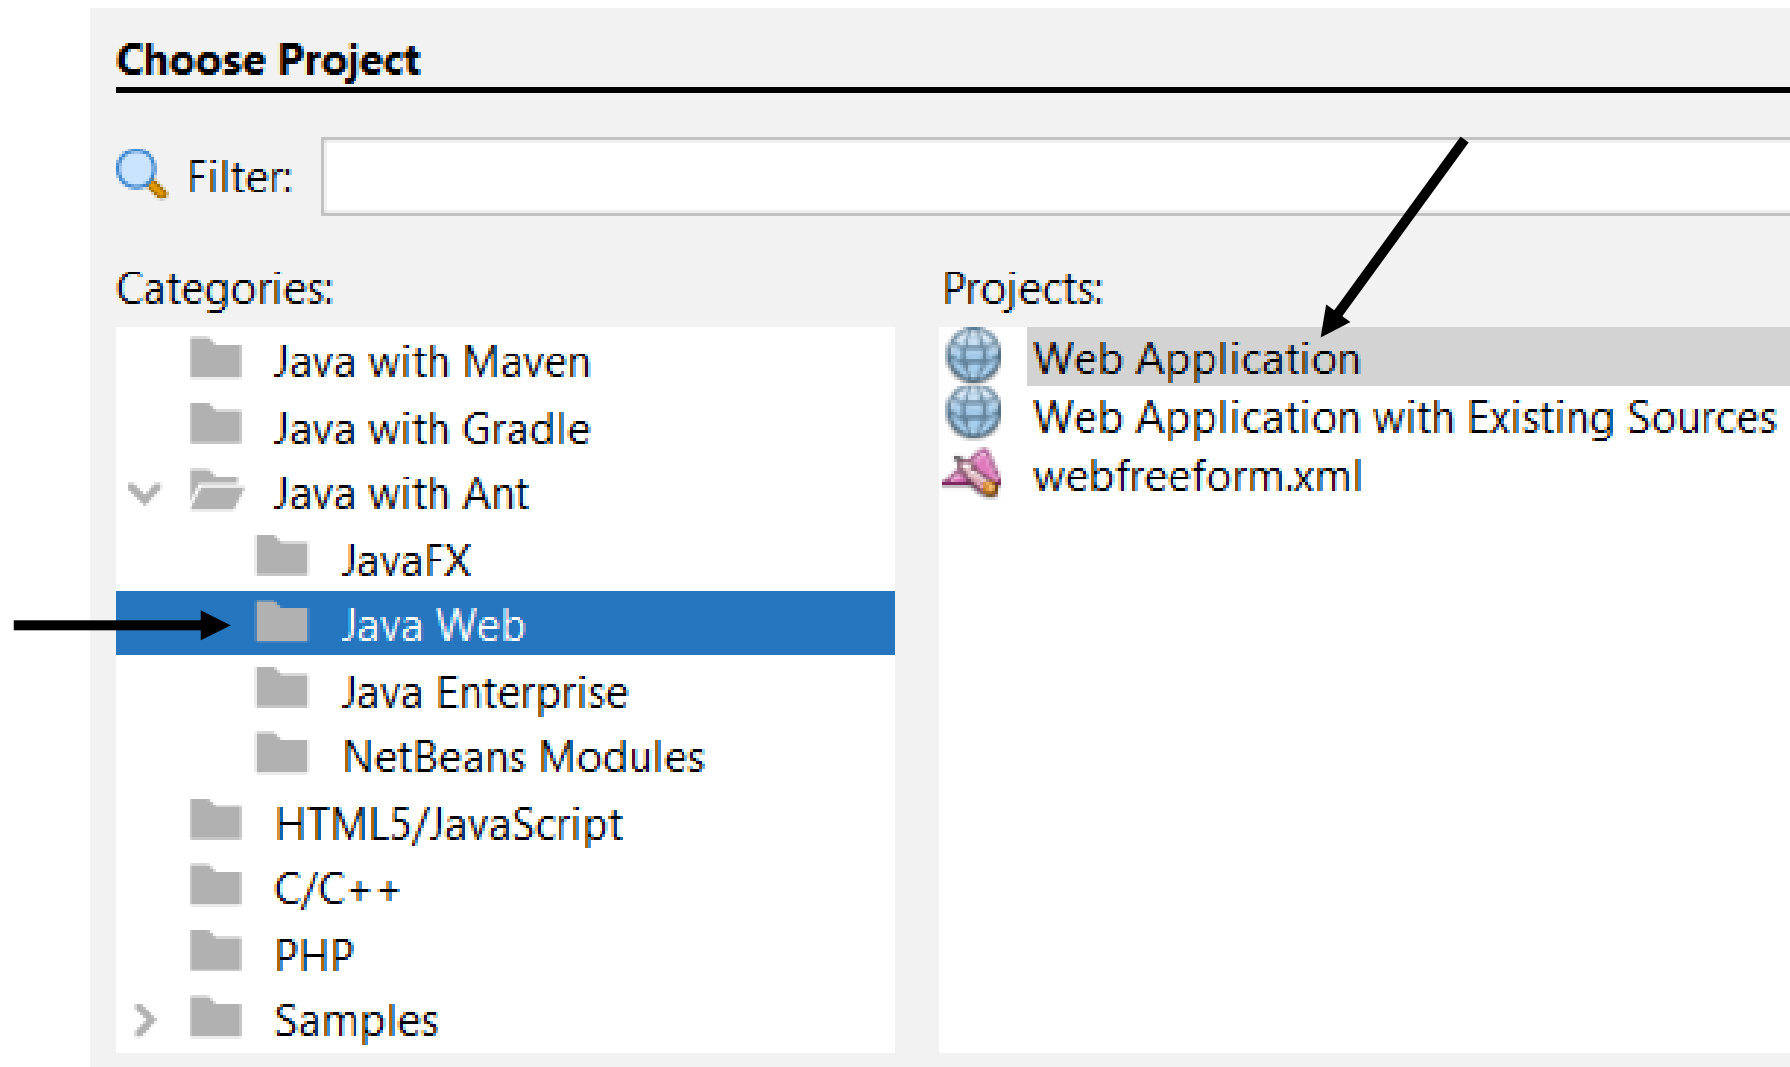 Choose Project
Filter:
Categories:
Java with Maven
Java with Gradle
Java with Ant
JavaFX
Java Web
Java Enterprise
NetBeans Modules
HTML5/JavaScript
C/C++
PHP
Samples
Projects:
Web Application
Web Application with Existing Sources
webfreeform.xml